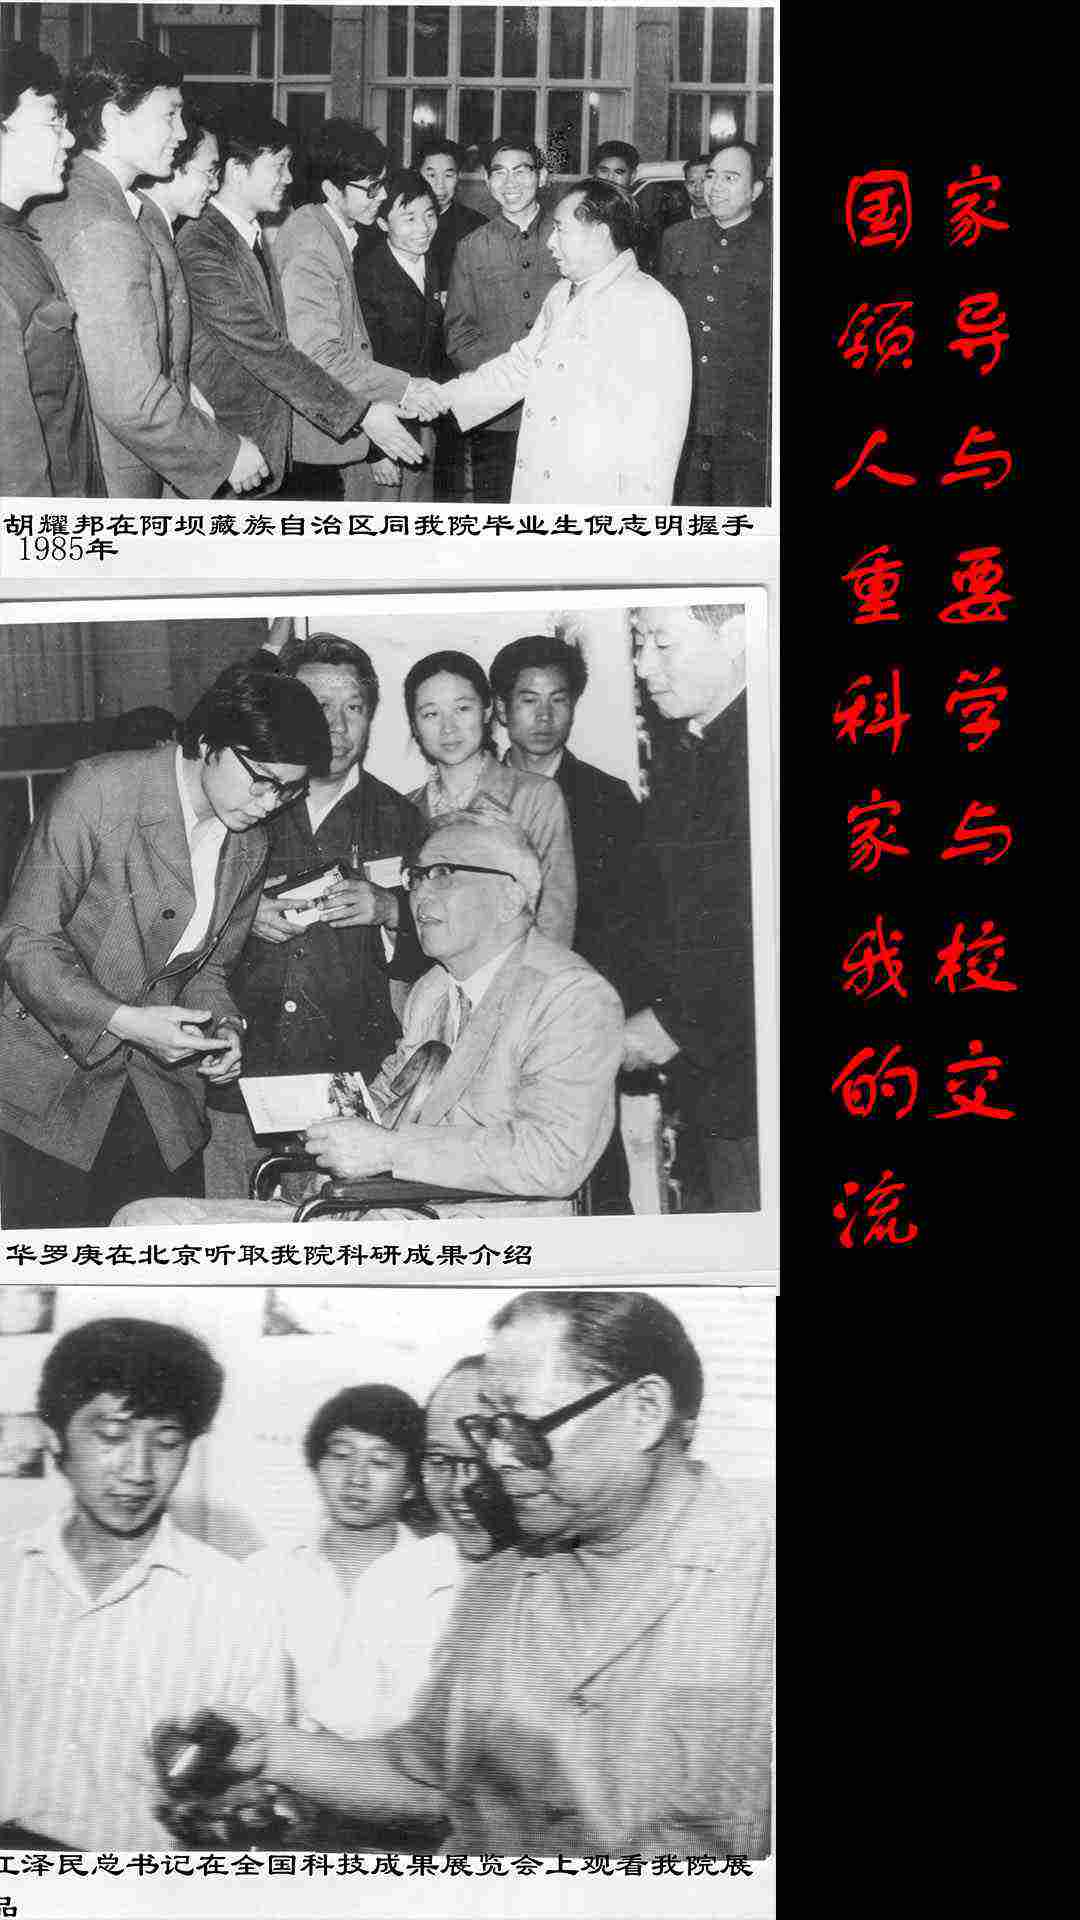 国家
领导
人与
重要
科学
家与
我校
的交
流
胡耀邦在阿坝藏族自治区同我院毕业生倪志明握手
1985年
华罗庚在北京听取我院科研成果介绍
江泽民总书记在全国科技成果展览会上观看我院展
品